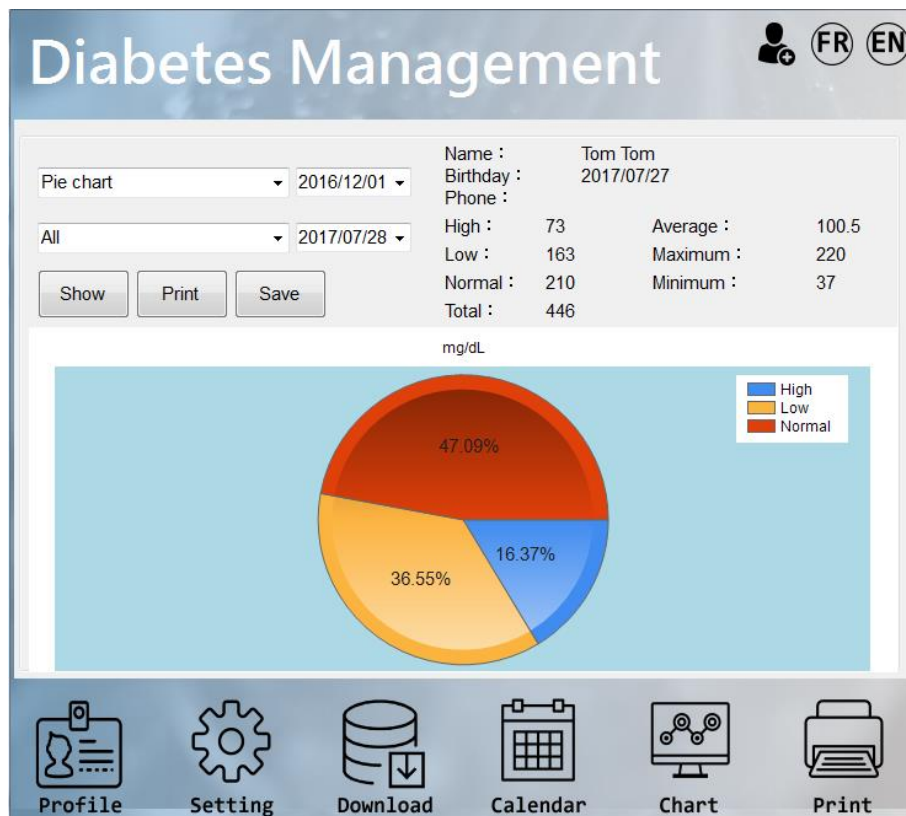 Diabetes Management
FR EN
Pie chart 2016/12/01
All 2017/07/28
Show Print Save
Name： Tom Tom
Birthday： 2017/07/27
Phone：
High： 73 Average： 100.5
Low： 163 Maximum： 220
Normal： 210 Minimum： 37
Total： 446
mg/dL
High
Low
Normal
47.09%
16.37%
36.55%
Profile Setting Download Calendar Chart Print